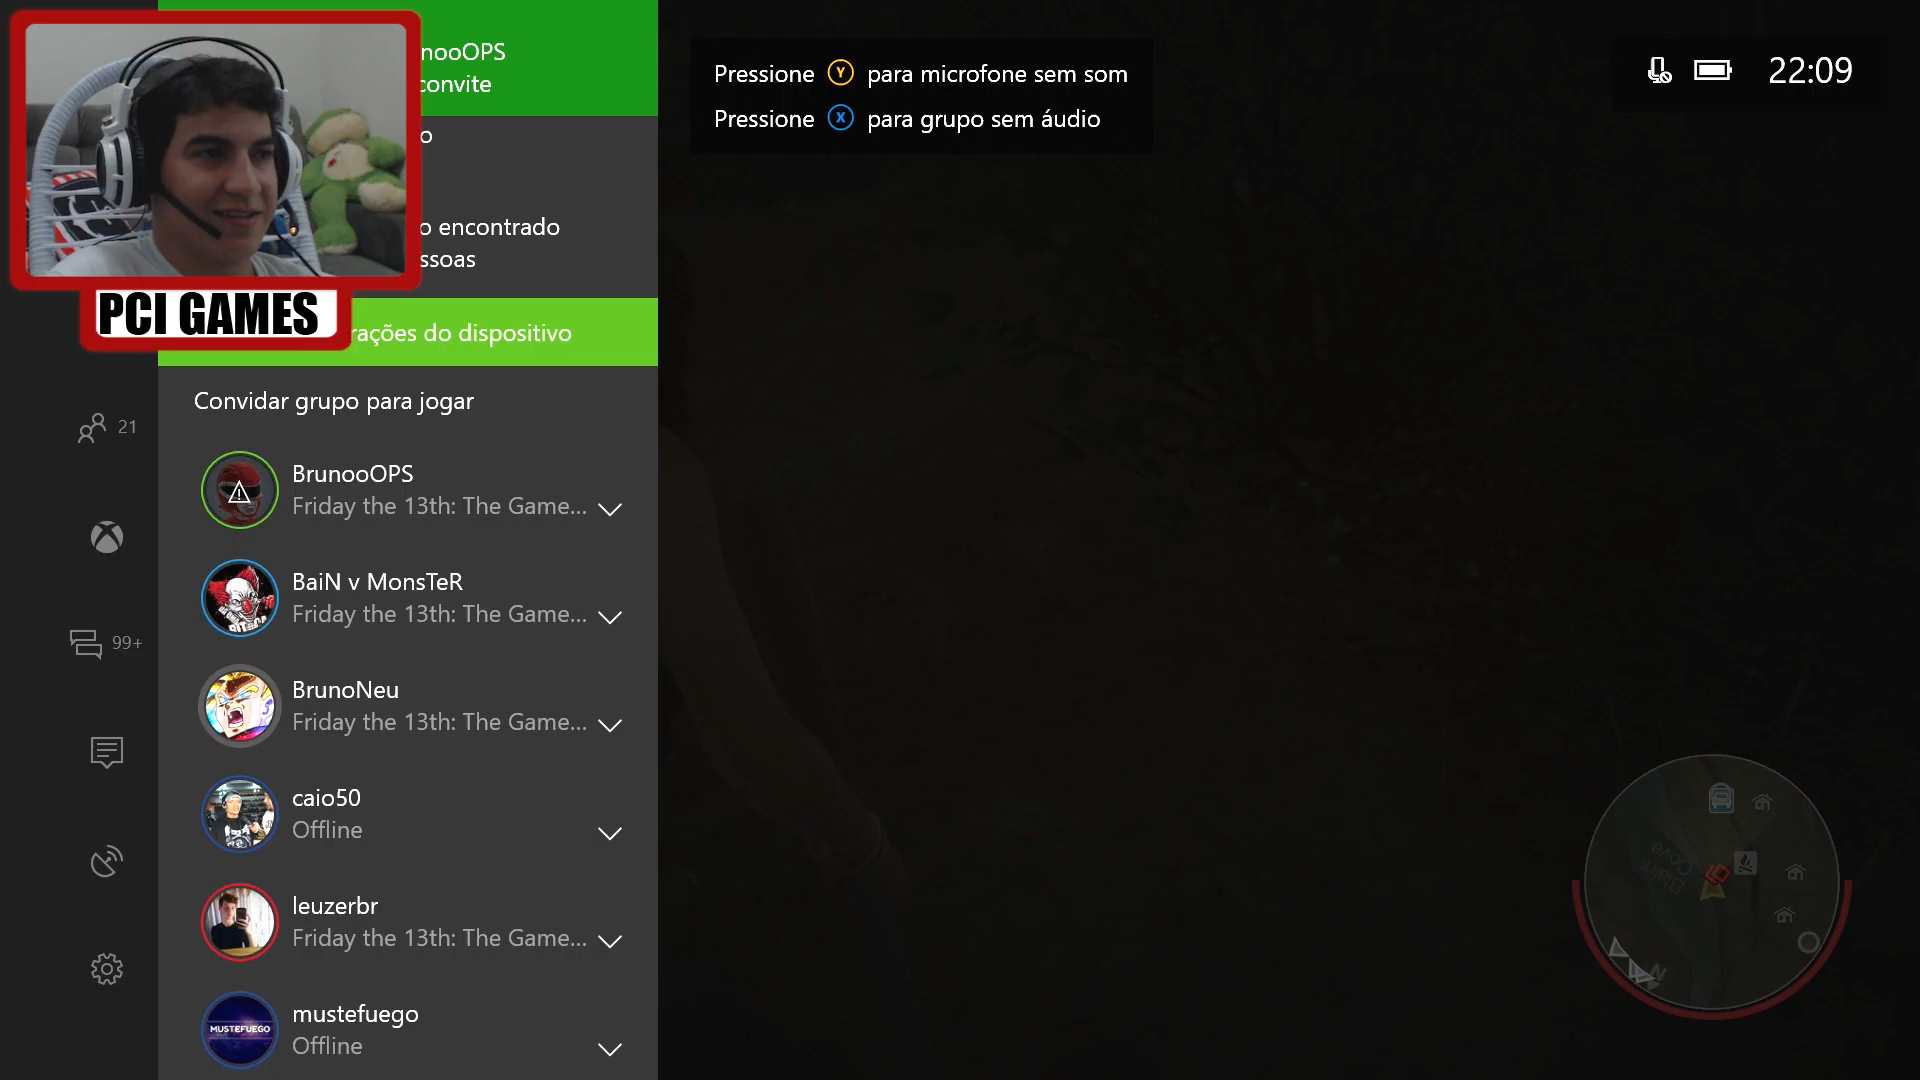 nooOPS
convite
o
o encontrado
ssoas
PCI GAMES
rações do dispositivo
Convidar grupo para jogar
21
99+
BrunooOPS
Friday the 13th: The Game...
BaiN v MonsTeR
Friday the 13th: The Game...
BrunoNeu
Friday the 13th: The Game...
caio50
Offline
leuzerbr
Friday the 13th: The Game...
MUSTEFUEGO
mustefuego
Offline
Pressione Y para microfone sem som
Pressione X para grupo sem áudio
22:09
N